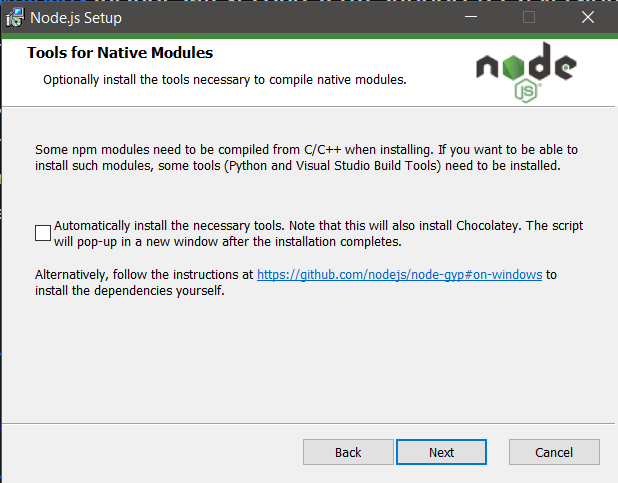 Node.js Setup
Tools for Native Modules
Optionally install the tools necessary to compile native modules.
node
JS
Some npm modules need to be compiled from C/C++ when installing. If you want to be able to
install such modules, some tools (Python and Visual Studio Build Tools) need to be installed.
Automatically install the necessary tools. Note that this will also install Chocolatey. The script
will pop-up in a new window after the installation completes.
Alternatively, follow the instructions at https://github.com/nodejs/node-gyp#on-windows to
install the dependencies yourself.
Back
Next
Cancel